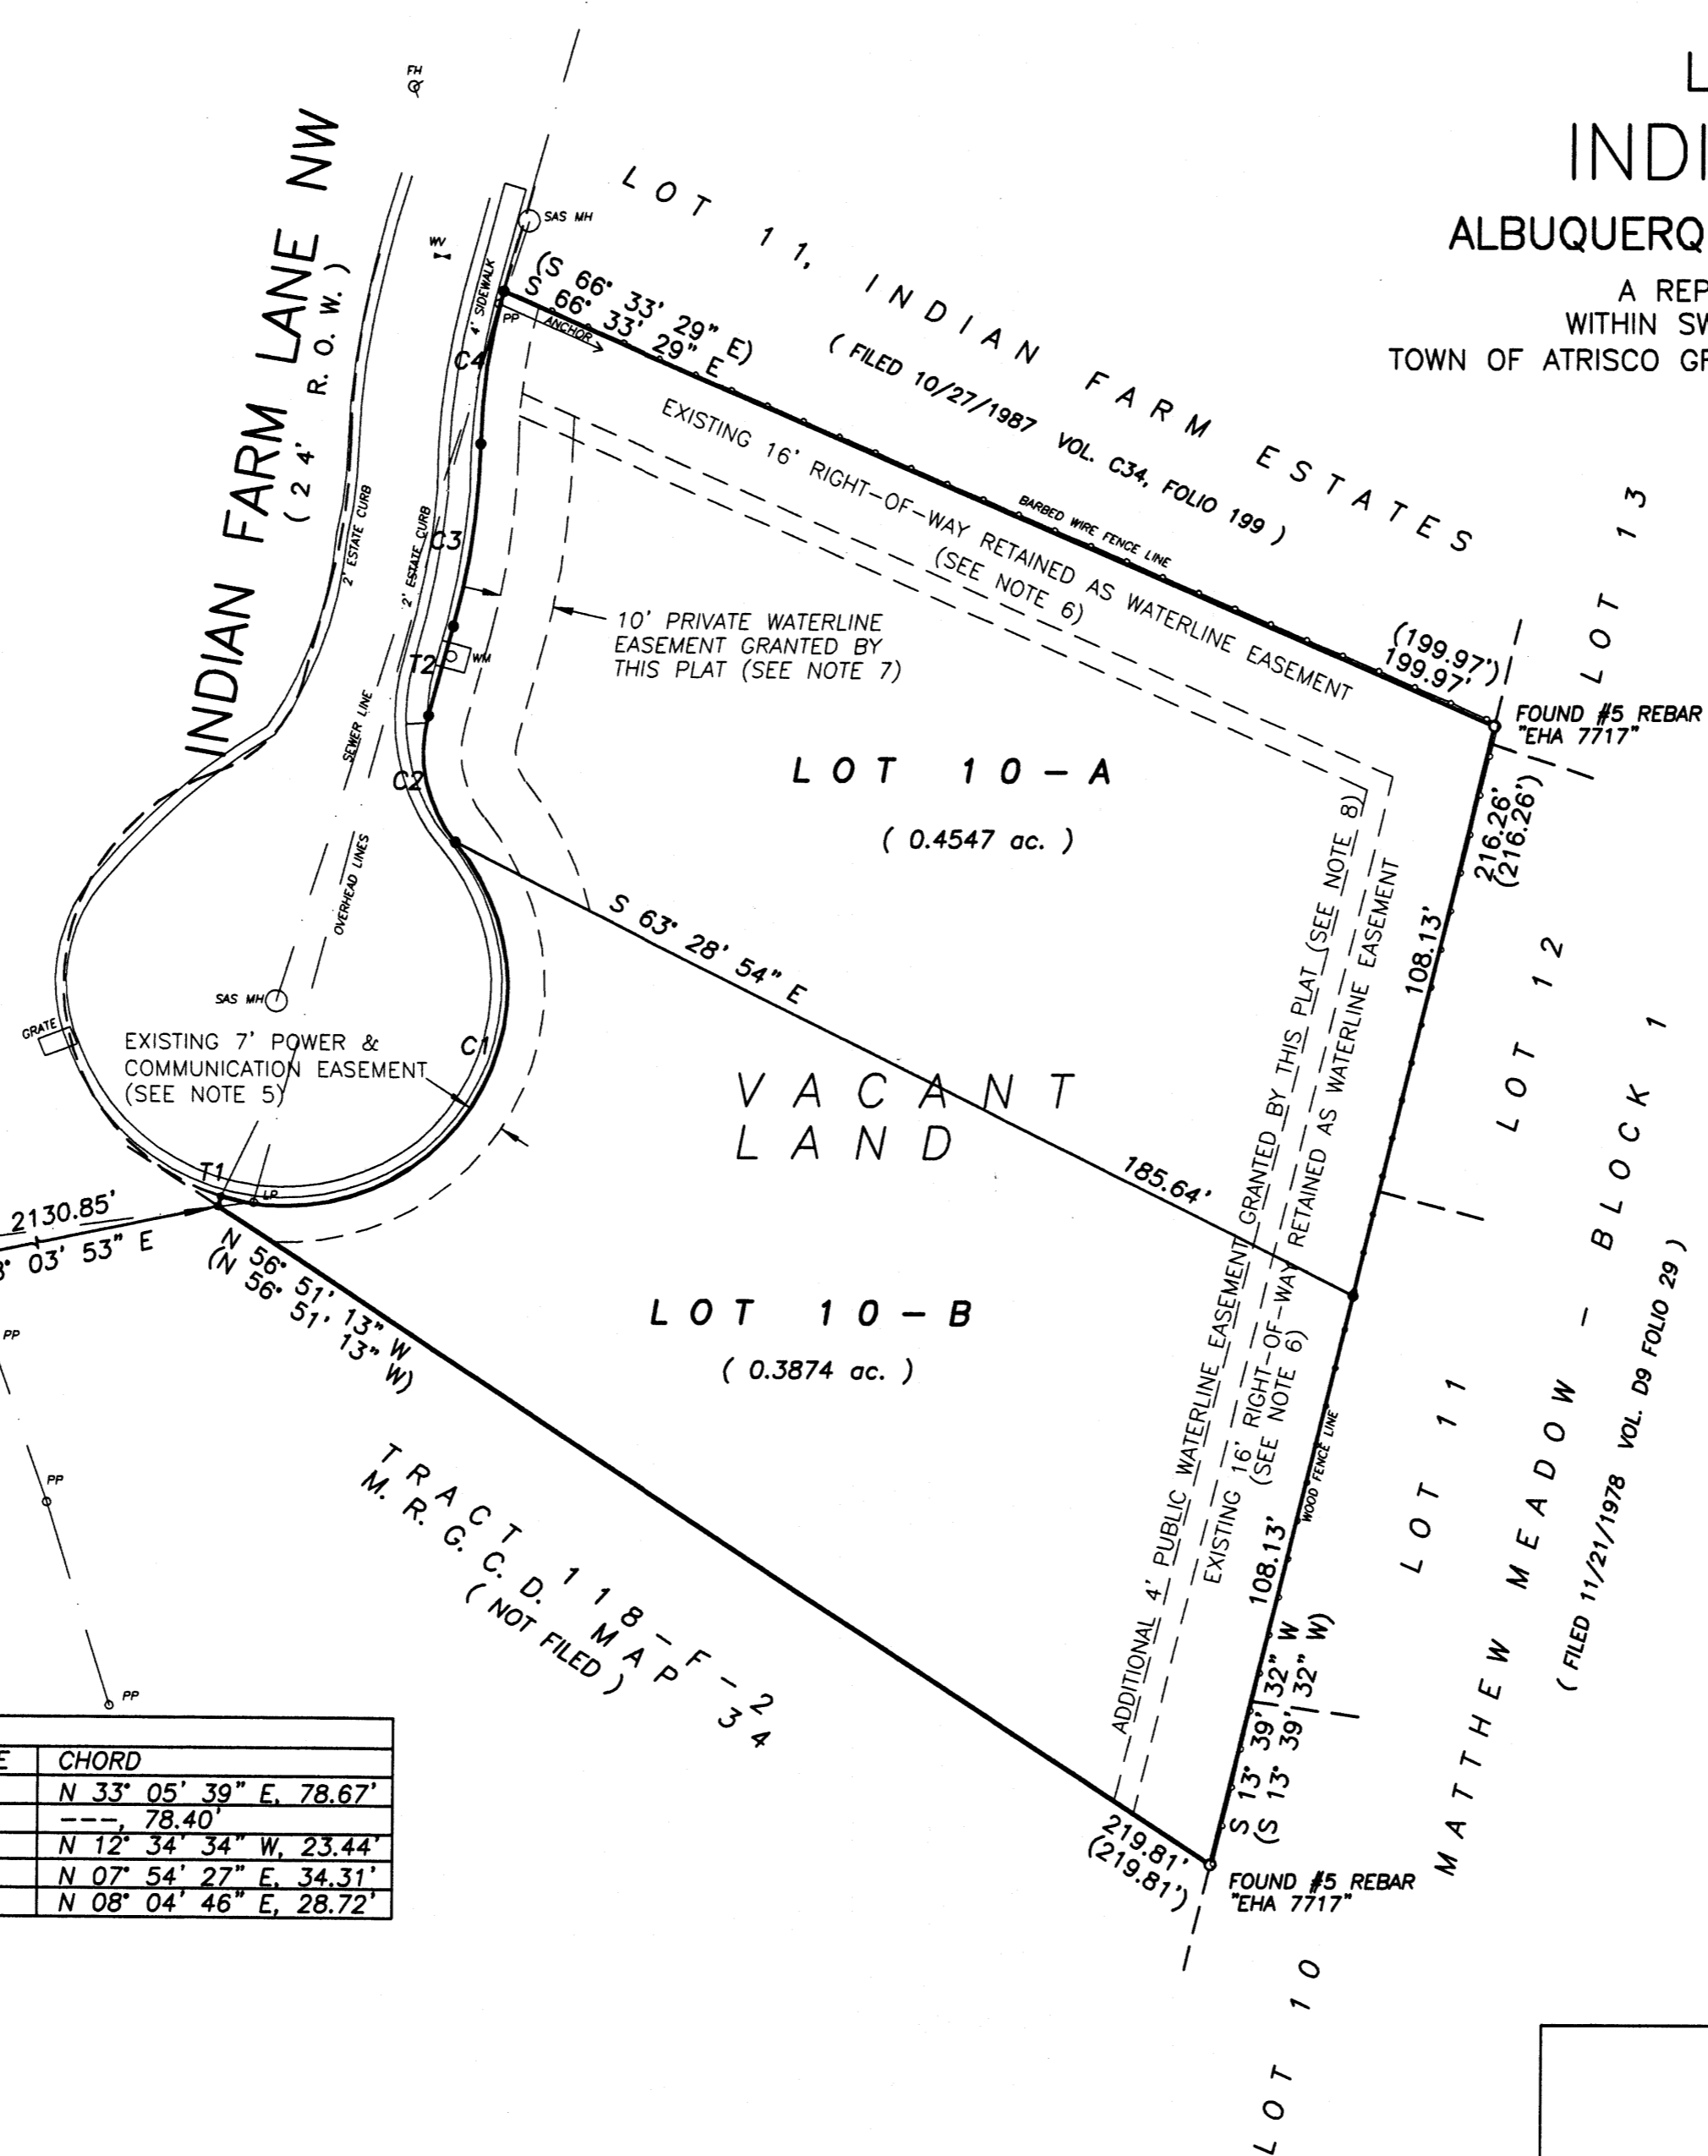 FH
INDIAN FARM LANE NW
( 2 4' R. O. W. )
WV
SAS MH
4' SIDEWALK
PP
ANCHOR
C4
2' ESTATE CURB
2' ESTATE CURB
C3
T2
WM
C2
SEWER LINE
OVERHEAD LINES
SAS MH
GRATE
EXISTING 7' POWER &
COMMUNICATION EASEMENT
(SEE NOTE 5)
C1
T1
LP
2130.85'
03' 53" E
PP
PP
PP
LOT 11, INDIAN FARM ESTATES
( FILED 10/27/1987 VOL. C34, FOLIO 199 )
(S 66° 33' 29" E)
S 66° 33' 29" E
BARBED WIRE FENCE LINE
(199.97')
199.97'
EXISTING 16' RIGHT-OF-WAY RETAINED AS WATERLINE EASEMENT
(SEE NOTE 6)
10' PRIVATE WATERLINE
EASEMENT GRANTED BY
THIS PLAT (SEE NOTE 7)
FOUND #5 REBAR
"EHA 7717"
LOT 10-A
( 0.4547 ac. )
216.26'
(216.26')
108.13'
S 63° 28' 54" E
185.64'
VACANT
LAND
LOT 10-B
( 0.3874 ac. )
ADDITIONAL 4' PUBLIC WATERLINE EASEMENT GRANTED BY THIS PLAT (SEE NOTE 8)
EXISTING 16' RIGHT-OF-WAY RETAINED AS WATERLINE EASEMENT
(SEE NOTE 6)
WOOD FENCE LINE
108.13'
S 13° 39' 32" W
(S 13° 39' 32" W)
N 56° 51' 13" W
(N 56° 51' 13" W)
219.81'
(219.81')
FOUND #5 REBAR
"EHA 7717"
TRACT 118-F-2
M. R. G. C. D. MAP 34
( NOT FILED )
LOT 13
LOT 12
LOT 11
LOT 10
MATTHEW MEADOW - BLOCK 1
( FILED 11/21/1978 VOL. D9 FOLIO 29 )
L
INDI
ALBUQUERQ
A REP
WITHIN SW
TOWN OF ATRISCO GR
E CHORD
N 33° 05' 39" E, 78.67'
---, 78.40'
N 12° 34' 34" W, 23.44'
N 07° 54' 27" E, 34.31'
N 08° 04' 46" E, 28.72'